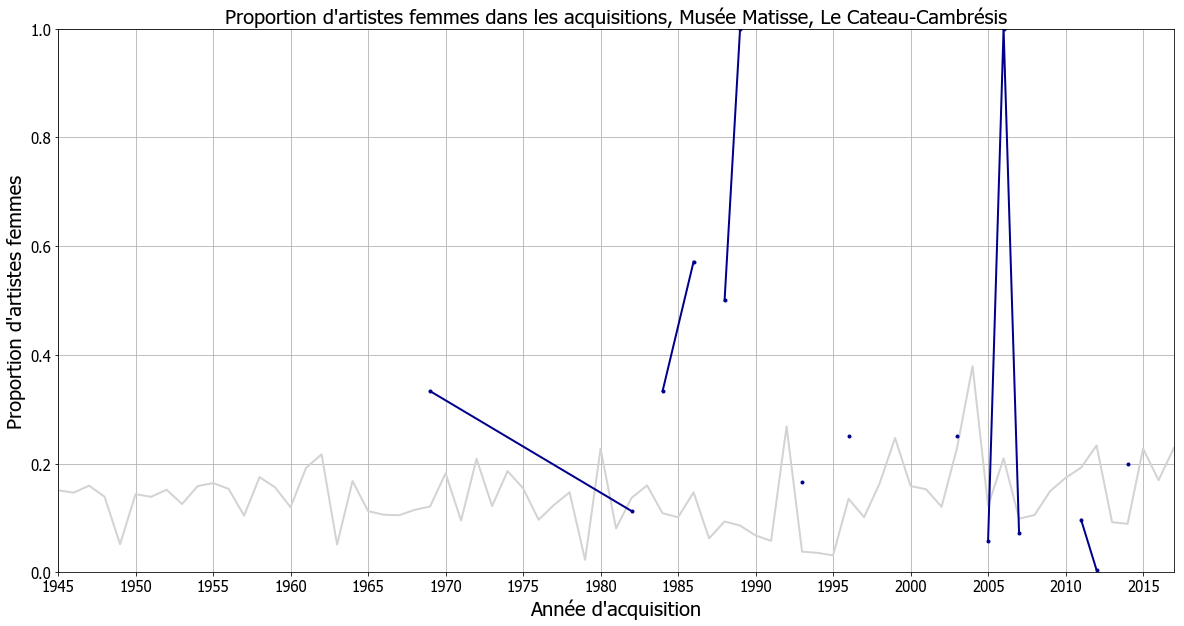 Proportion d'artistes femmes dans les acquisitions, Musée Matisse, Le Cateau-Cambrésis
1.0
0.8
0.6
0.4
0.2
0.0
Proportion d'artistes femmes
1945 1950 1955 1960 1965 1970 1975 1980 1985 1990 1995 2000 2005 2010 2015
Année d'acquisition